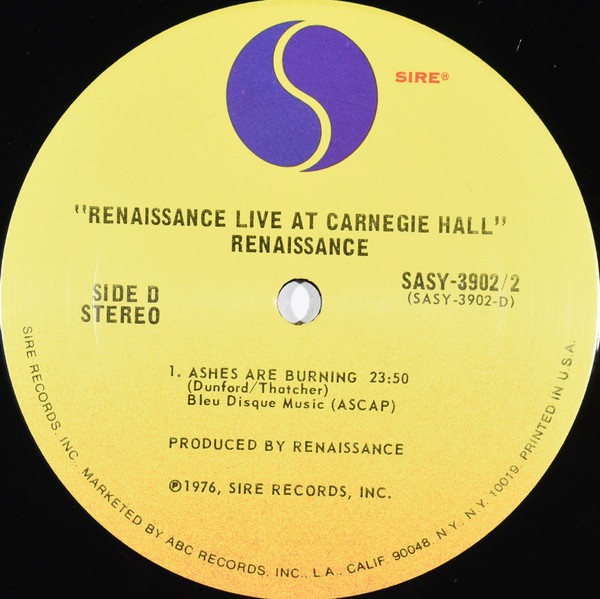 SIRE®
"RENAISSANCE LIVE AT CARNEGIE HALL"
RENAISSANCE
SIDE D
STEREO
SASY-3902/2
(SASY-3902-D)
1. ASHES ARE BURNING 23:50
(Dunford/Thatcher)
Bleu Disque Music (ASCAP)
PRODUCED BY RENAISSANCE
℗1976, SIRE RECORDS, INC.
SIRE RECORDS, INC. MARKETED BY ABC RECORDS, INC., L.A., CALIF. 90048, N.Y., N.Y. 10019. PRINTED IN U.S.A.